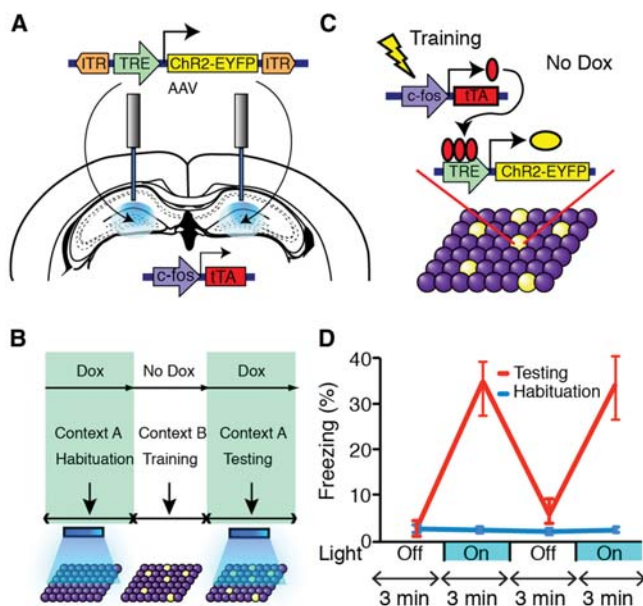 A
ITR TRE ChR2-EYFP ITR
AAV
c-fos tTA
B
Dox No Dox Dox
Context A Context B Context A
Habituation Training Testing
C
Training
No Dox
c-fos tTA
TRE ChR2-EYFP
D
40
30
20
10
0
Freezing (%)
Testing
Habituation
Light Off On Off On
3 min 3 min 3 min 3 min